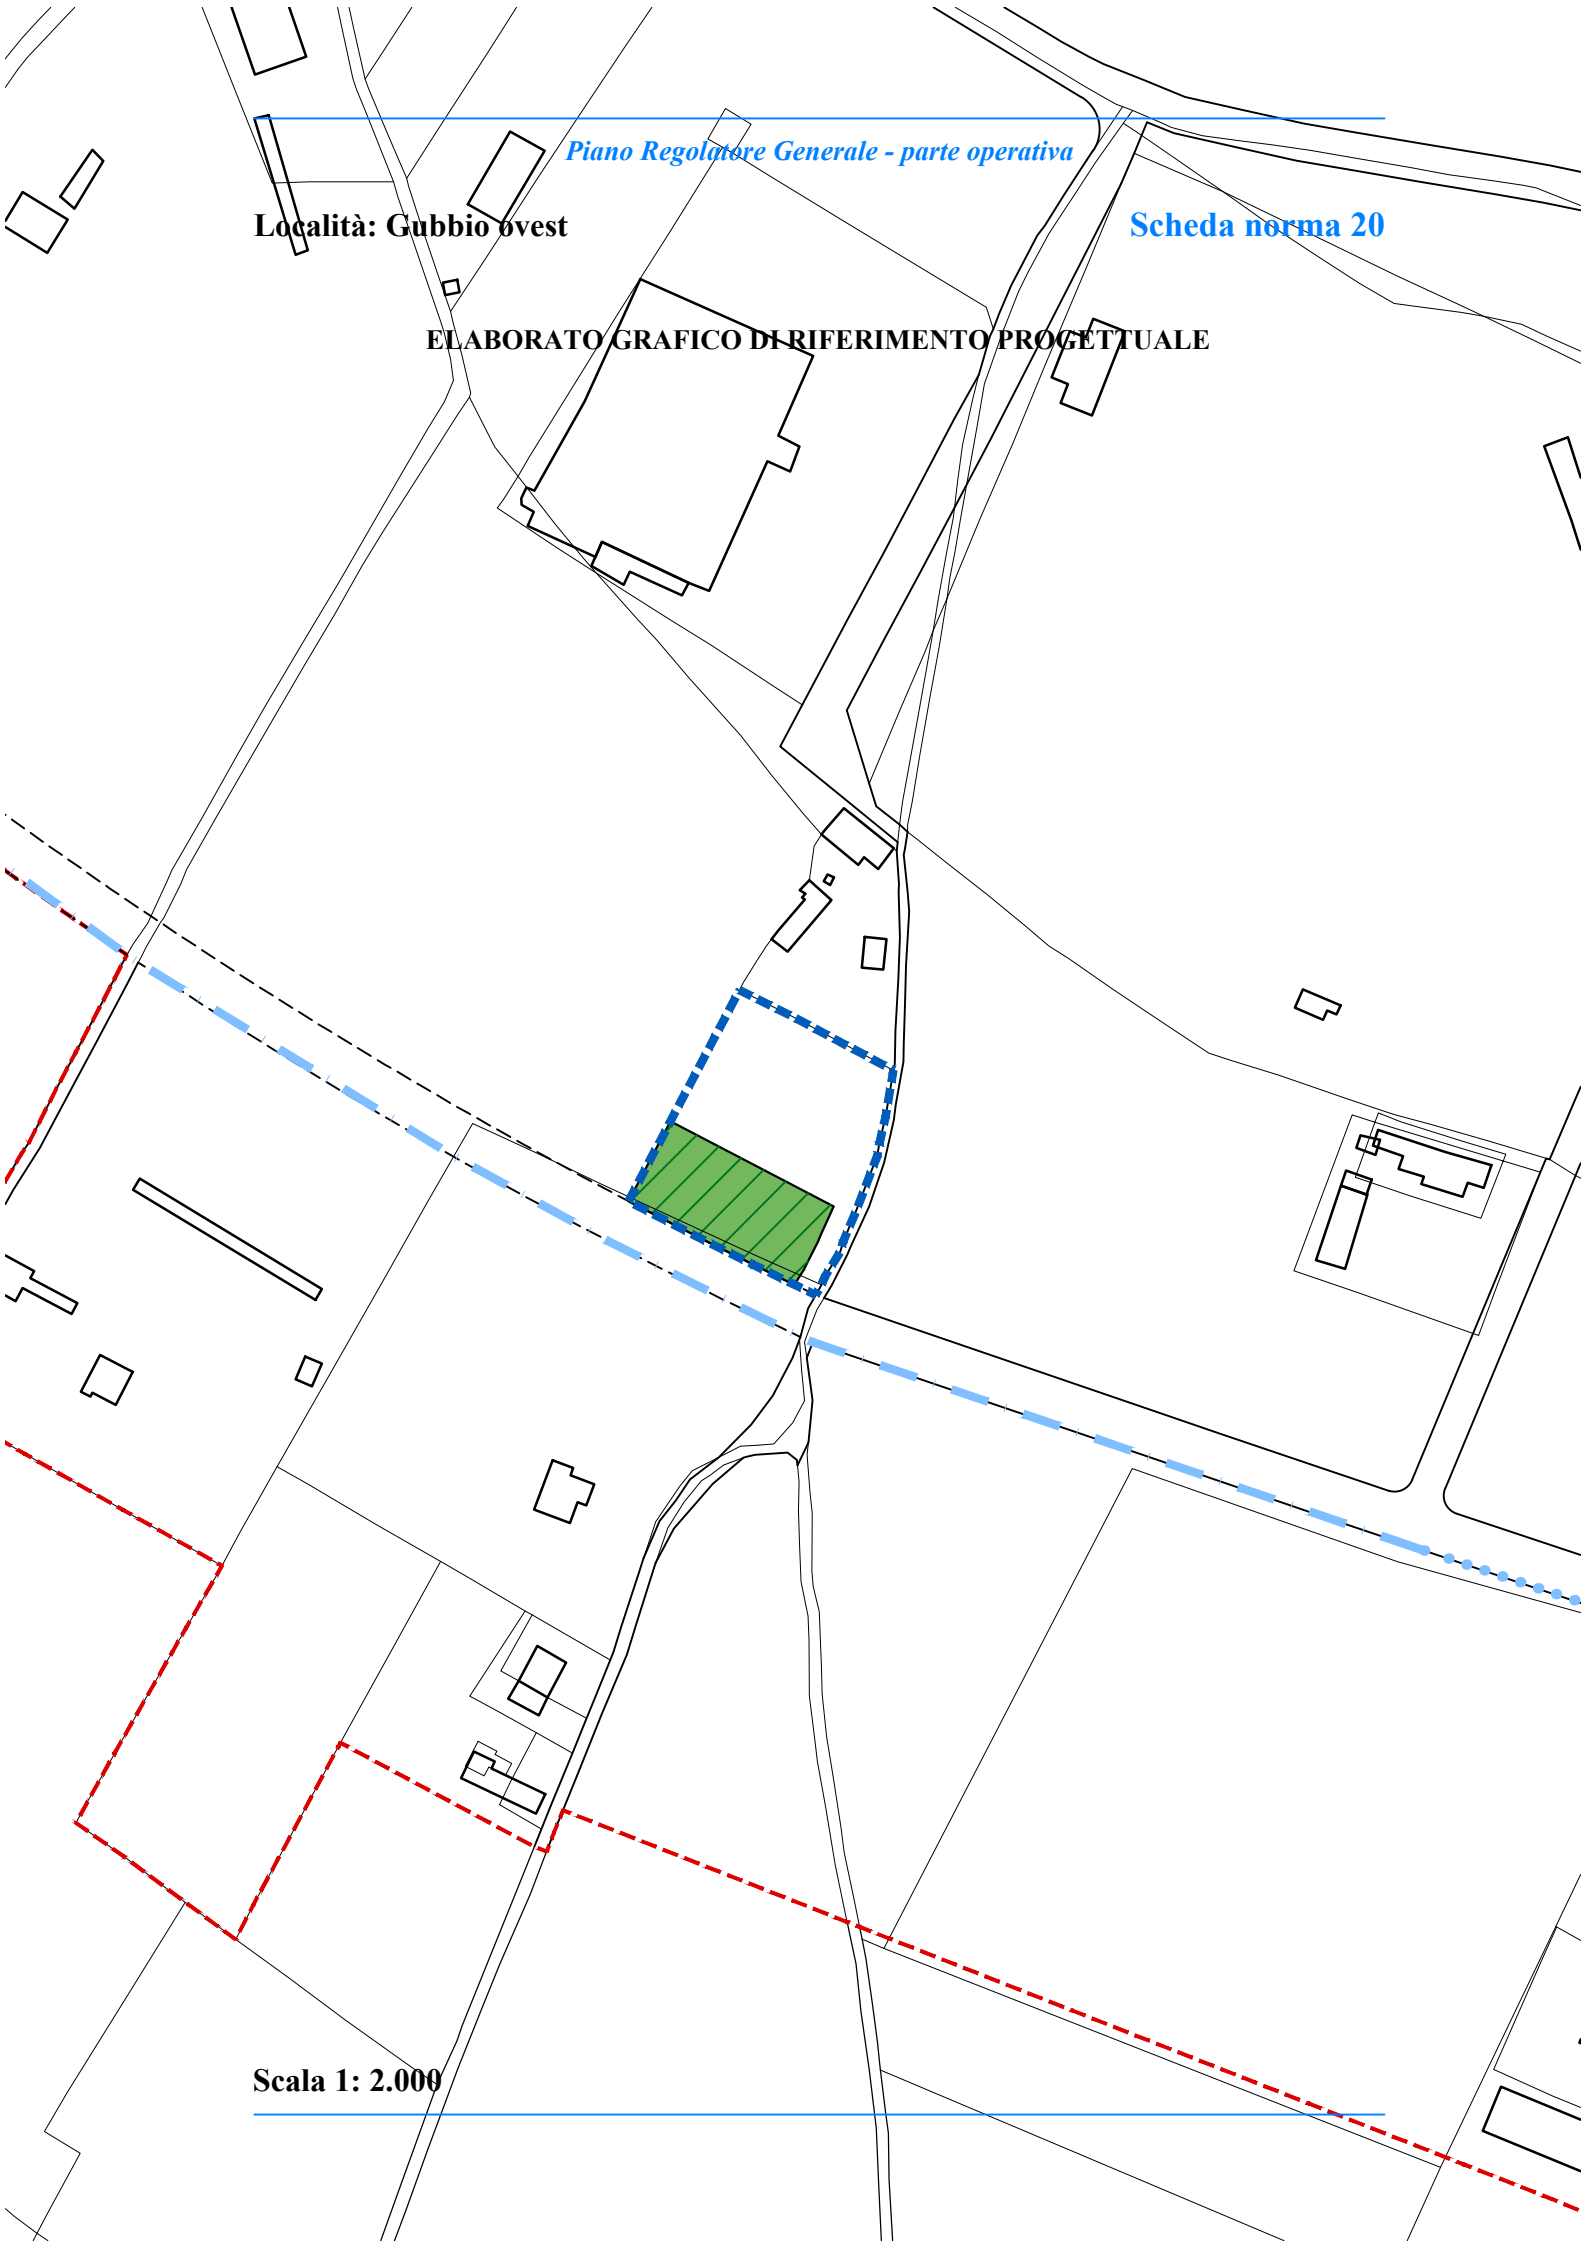 Piano Regolatore Generale - parte operativa
Località: Gubbio ovest
Scheda norma 20
ELABORATO GRAFICO DI RIFERIMENTO PROGETTUALE
Scala 1: 2.000